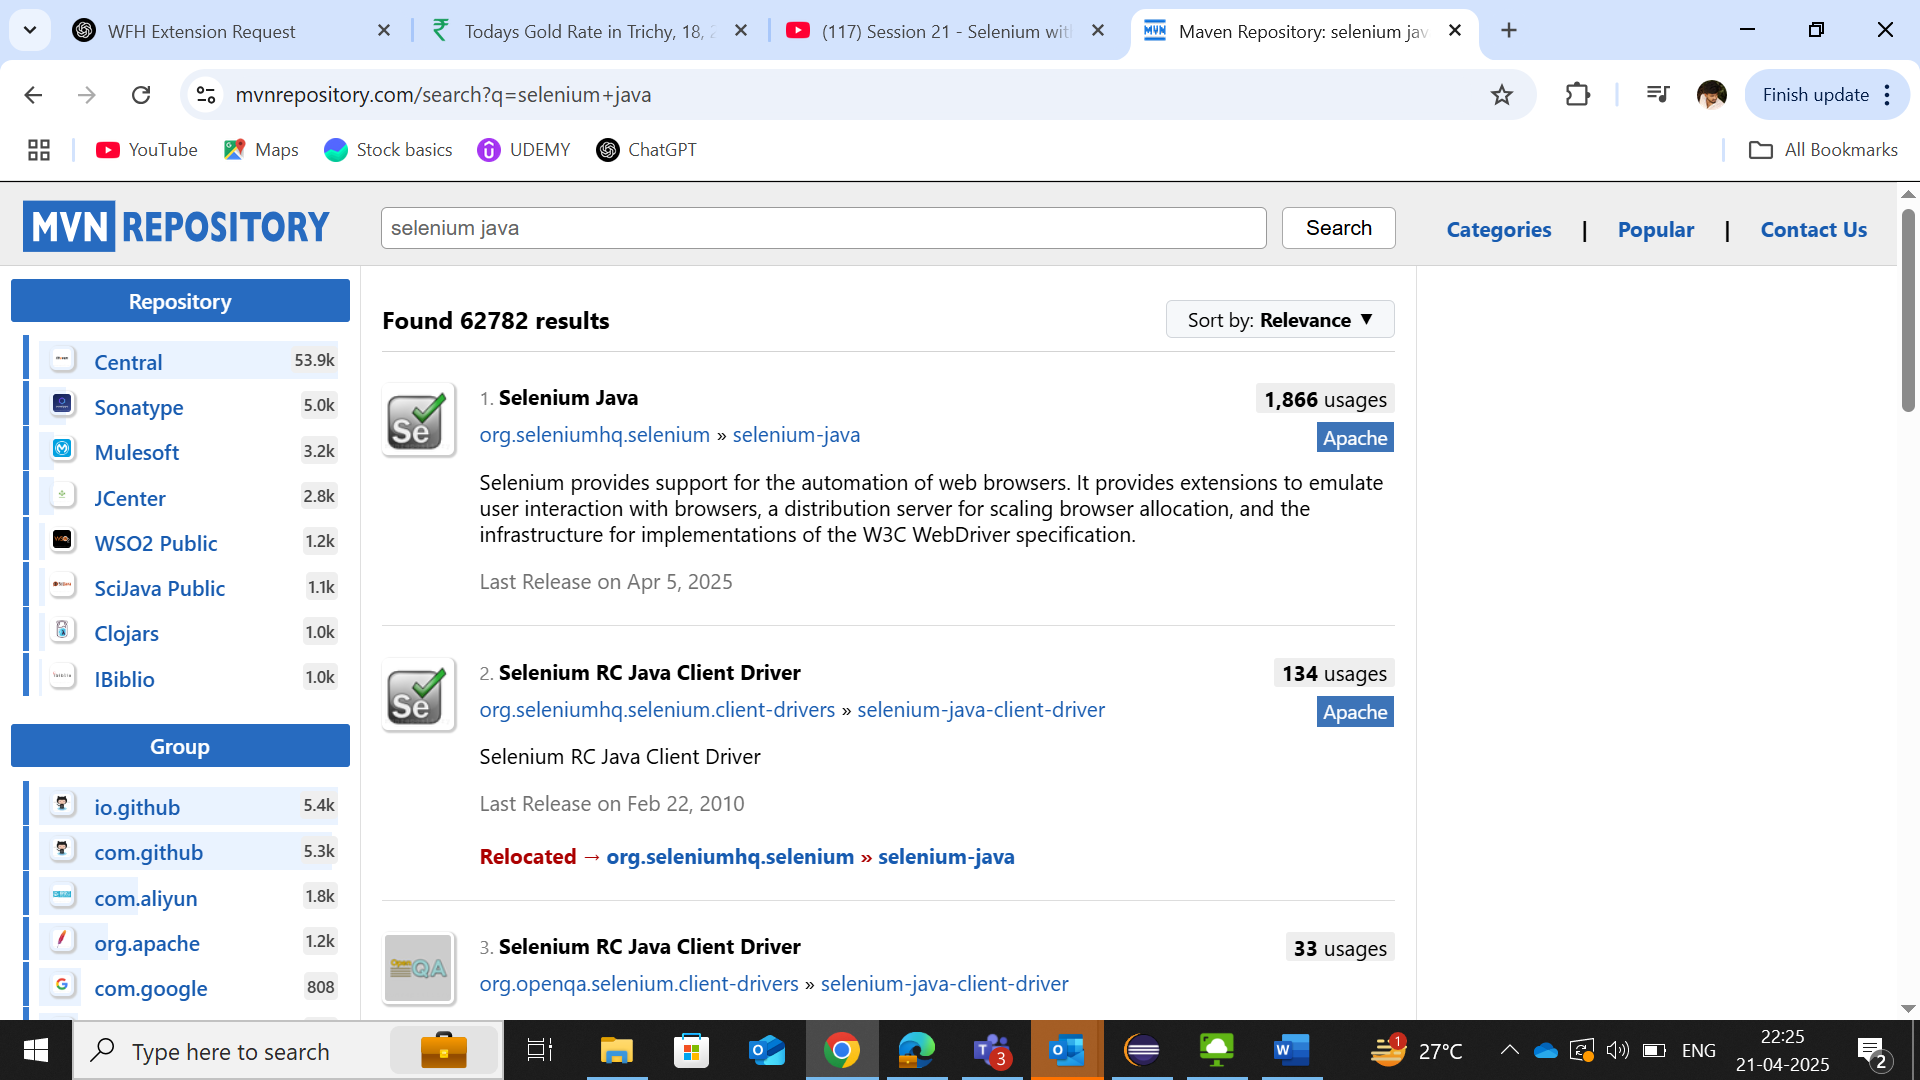 WFH Extension Request
Todays Gold Rate in Trichy, 18, 2
(117) Session 21 - Selenium wit
Maven Repository: selenium jav
mvnrepository.com/search?q=selenium+java
Finish update
YouTube
Maps
Stock basics
UDEMY
ChatGPT
All Bookmarks
MVN REPOSITORY
selenium java
Search
Categories | Popular | Contact Us
Repository
Central 53.9k
Sonatype 5.0k
Mulesoft 3.2k
JCenter 2.8k
WSO2 Public 1.2k
SciJava Public 1.1k
Clojars 1.0k
IBiblio 1.0k
Group
io.github 5.4k
com.github 5.3k
com.aliyun 1.8k
org.apache 1.2k
com.google 808
Found 62782 results
Sort by: Relevance ▼
1. Selenium Java
1,866 usages
org.seleniumhq.selenium » selenium-java
Apache
Selenium provides support for the automation of web browsers. It provides extensions to emulate
user interaction with browsers, a distribution server for scaling browser allocation, and the
infrastructure for implementations of the W3C WebDriver specification.
Last Release on Apr 5, 2025
2. Selenium RC Java Client Driver
134 usages
org.seleniumhq.selenium.client-drivers » selenium-java-client-driver
Apache
Selenium RC Java Client Driver
Last Release on Feb 22, 2010
Relocated → org.seleniumhq.selenium » selenium-java
3. Selenium RC Java Client Driver
33 usages
org.openqa.selenium.client-drivers » selenium-java-client-driver
Type here to search
27°C
ENG
22:25
21-04-2025